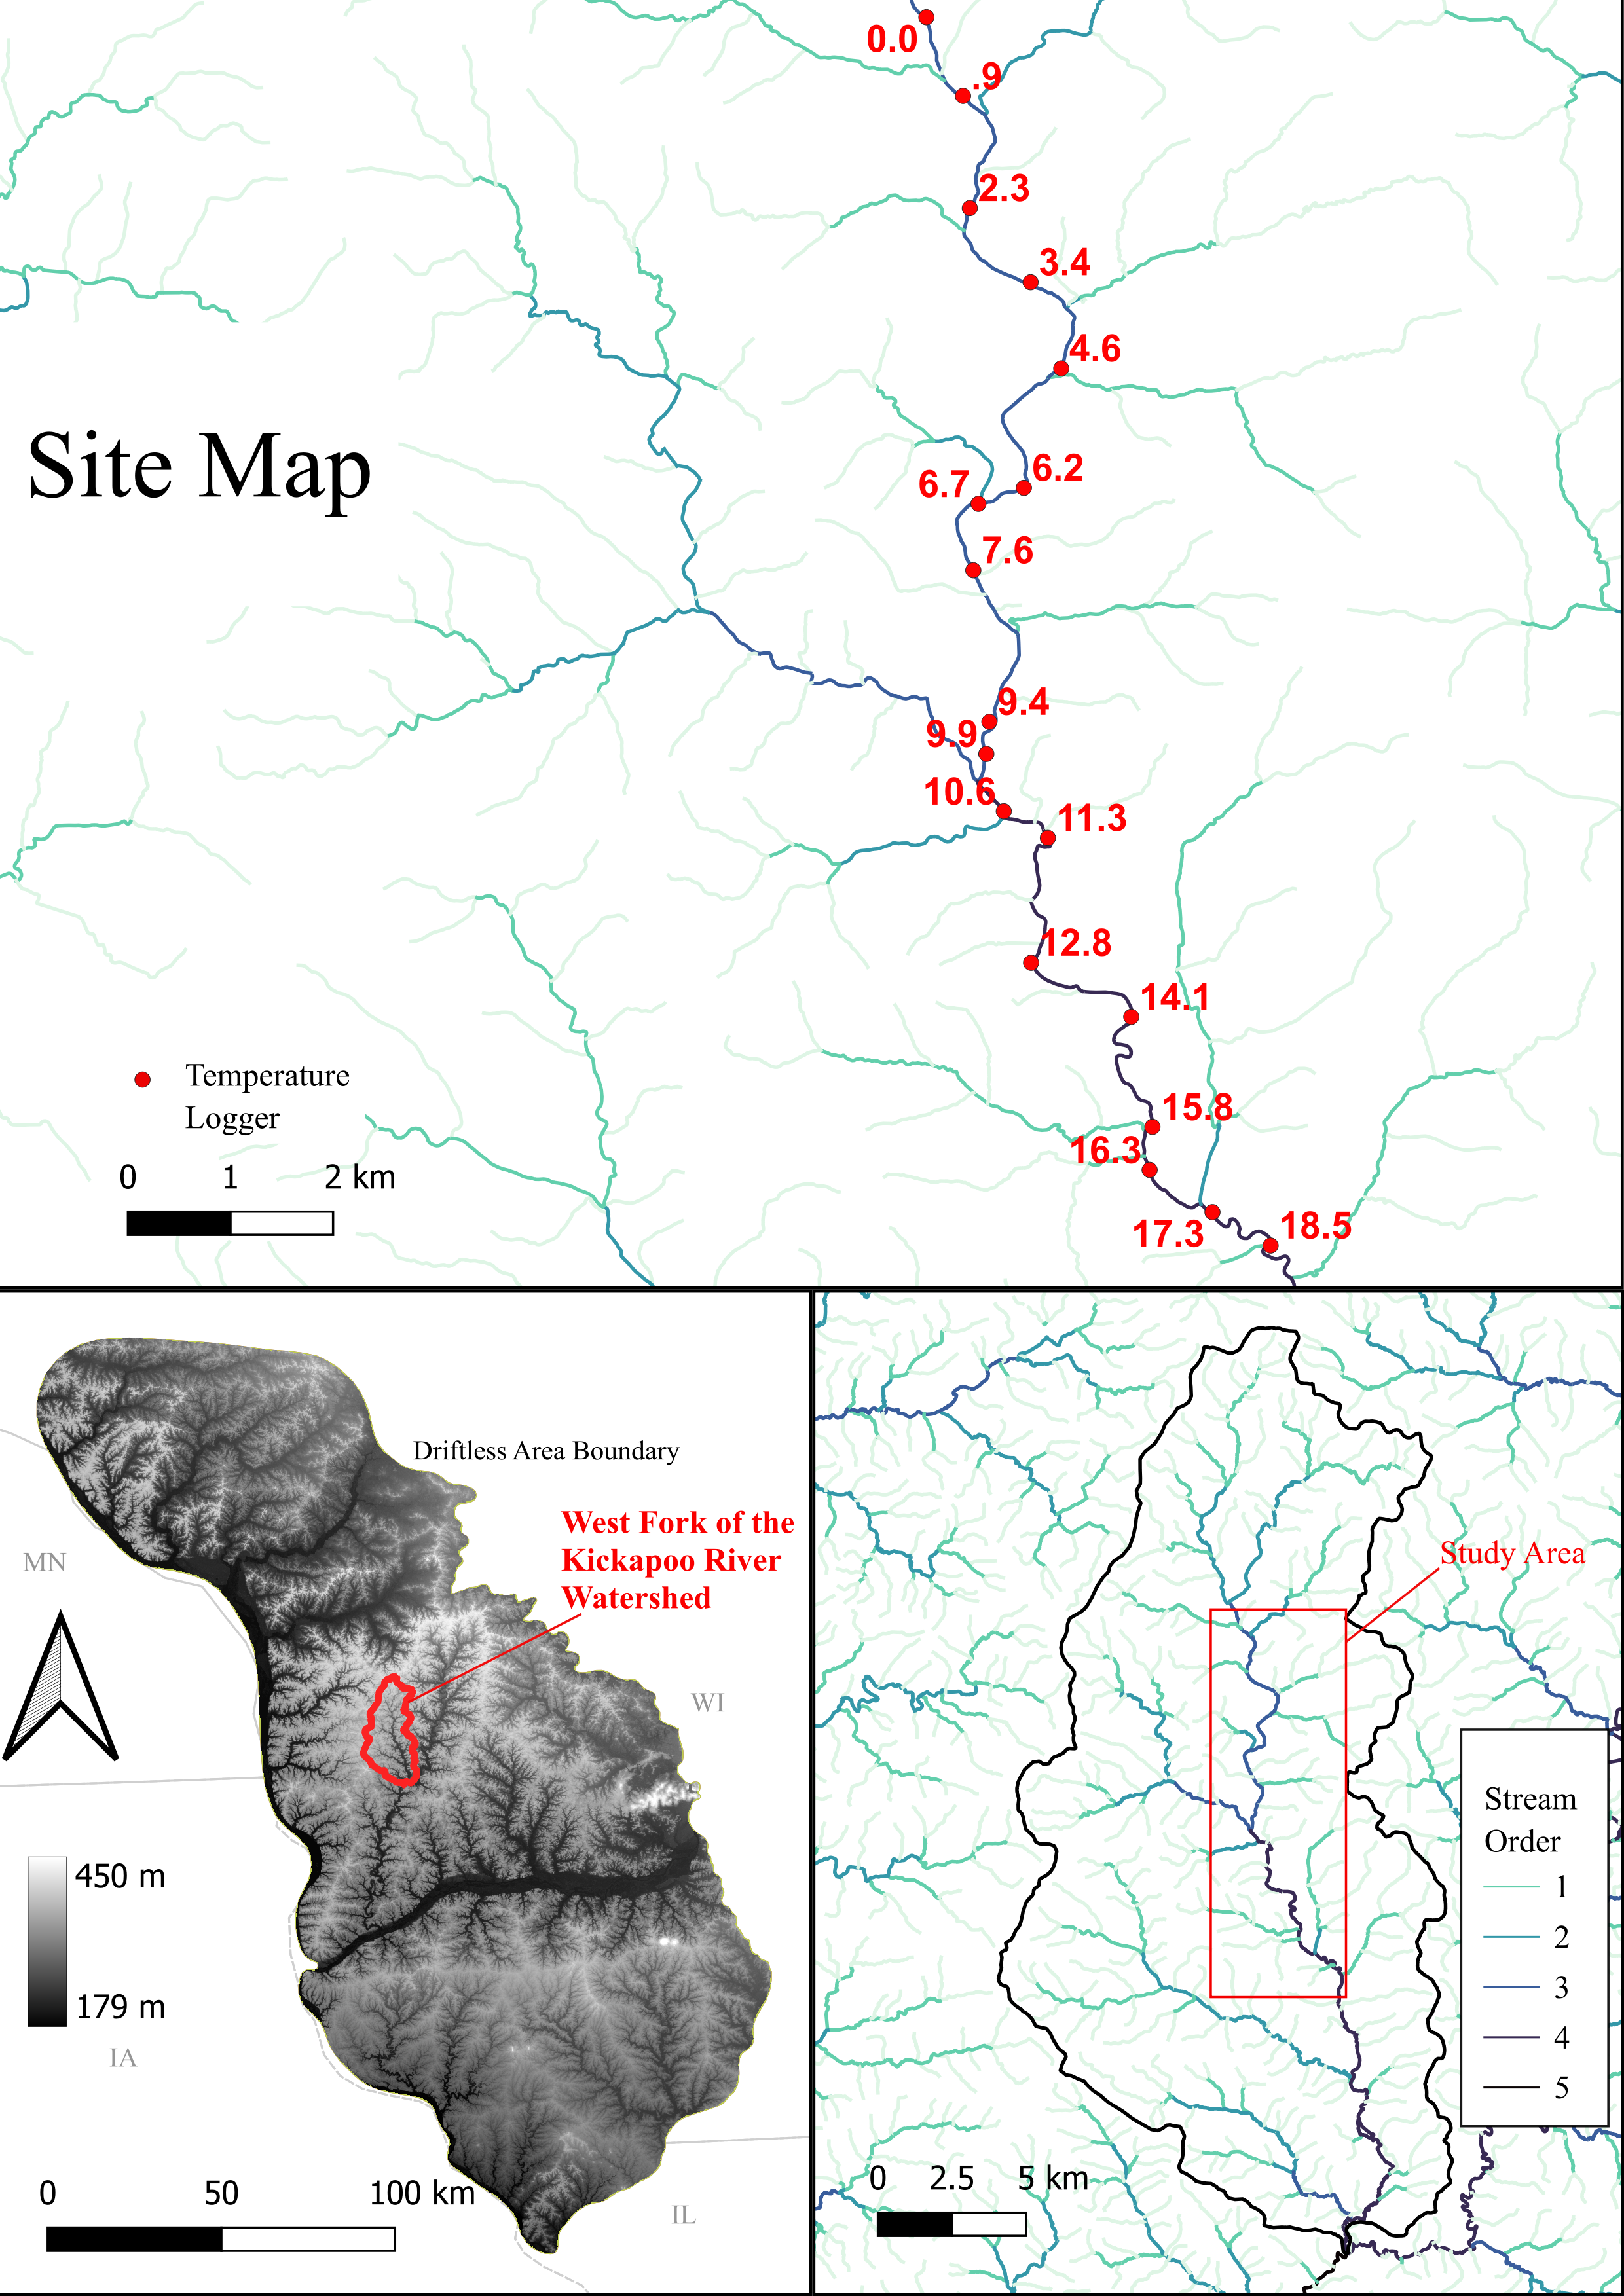 0.0
.9
2.3
3.4
4.6
6.2
6.7
7.6
9.4
9.9
10.6
11.3
12.8
14.1
15.8
16.3
17.3
18.5
Site Map
Temperature
Logger
0 1 2 km
Driftless Area Boundary
West Fork of the
Kickapoo River
Watershed
MN
WI
450 m
179 m
IA
IL
0 50 100 km
Study Area
Stream
Order
1
2
3
4
5
0 2.5 5 km